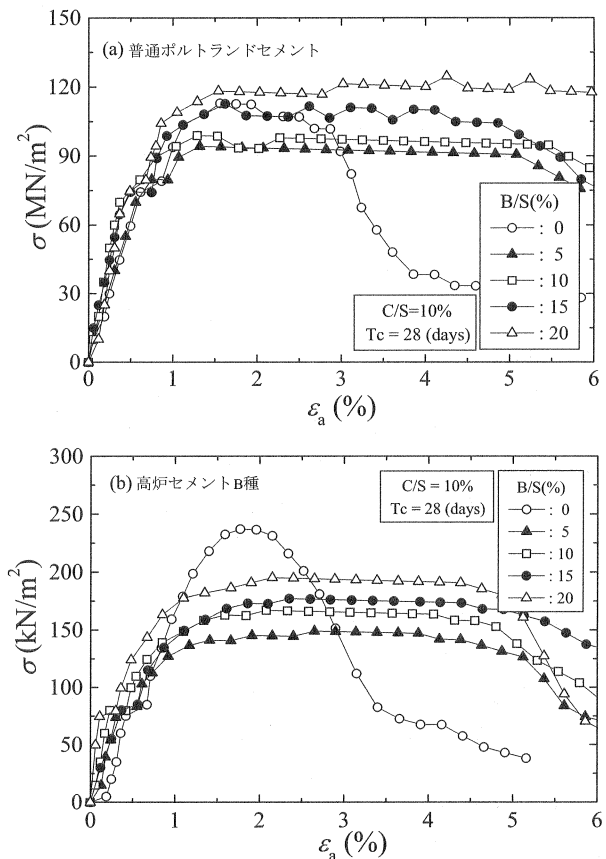 150
(a) 普通ポルトランドセメント
120
90
60
30
0
σ (MN/m²)
B/S(%)
: 0
: 5
: 10
: 15
: 20
C/S=10%
Tc = 28 (days)
0 1 2 3 4 5 6
εa (%)
300
(b) 高炉セメントB種
250
200
150
100
50
0
σ (kN/m²)
C/S = 10%
Tc = 28 (days)
B/S(%)
: 0
: 5
: 10
: 15
: 20
0 1 2 3 4 5 6
εa (%)